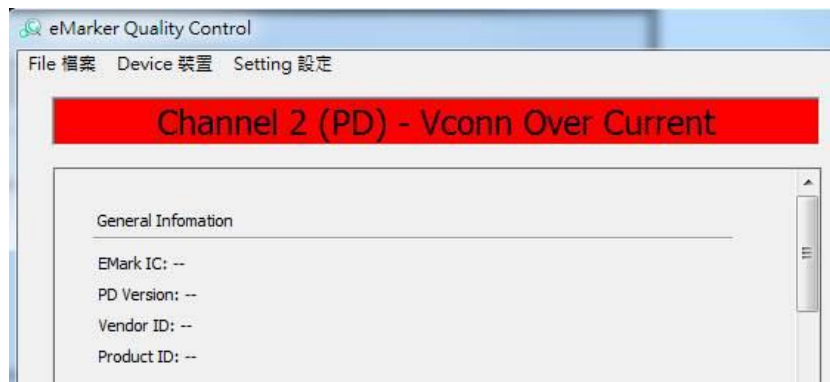 eMarker Quality Control
File 檔案 Device 裝置 Setting 設定
Channel 2 (PD) - Vconn Over Current
General Infomation
EMark IC: --
PD Version: --
Vendor ID: --
Product ID: --